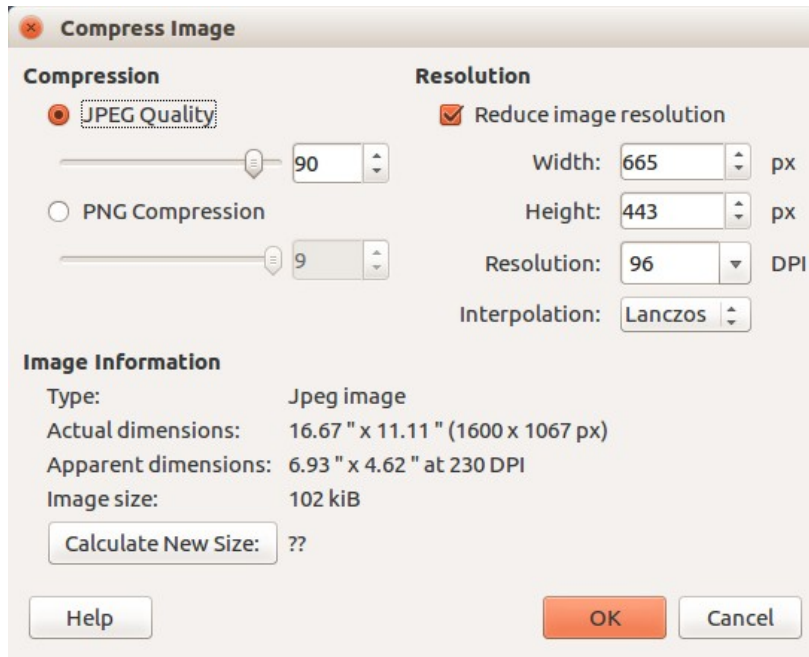 Compress Image
Compression
JPEG Quality
90
PNG Compression
9
Resolution
Reduce image resolution
Width: 665 px
Height: 443 px
Resolution: 96 DPI
Interpolation: Lanczos
Image Information
Type: Jpeg image
Actual dimensions: 16.67 " x 11.11 " (1600 x 1067 px)
Apparent dimensions: 6.93 " x 4.62 " at 230 DPI
Image size: 102 kiB
Calculate New Size: ??
Help OK Cancel